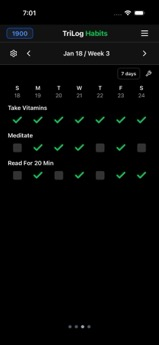 7:01
1900
TriLog Habits
Jan 18 / Week 3
7 days
S M T W T F S
18 19 20 21 22 23 24
Take Vitamins
Meditate
Read For 20 Min